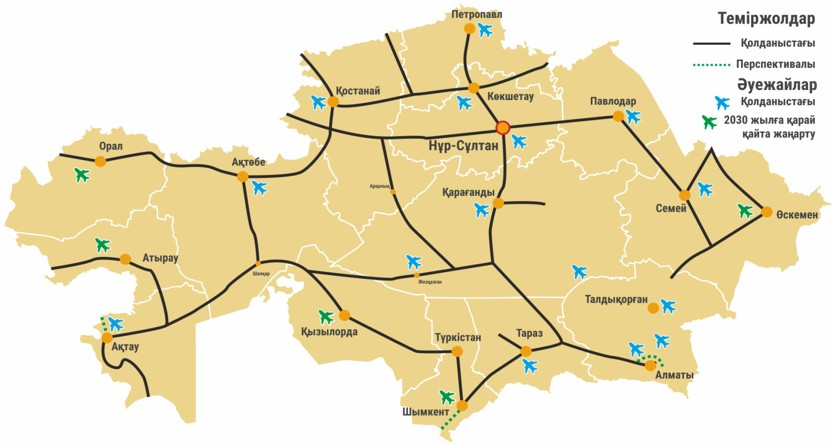 Теміржолдар
Қолданыстағы
Перспективалы
Әуежайлар
Қолданыстағы
2030 жылға қарай
қайта жаңарту
Петропавл
Қостанай
Көкшетау
Павлодар
Нұр-Сұлтан
Орал
Ақтөбе
Арқалық
Қарағанды
Семей
Өскемен
Атырау
Шалқар
Жезқазған
Талдықорған
Қызылорда
Түркістан
Тараз
Ақтау
Алматы
Шымкент